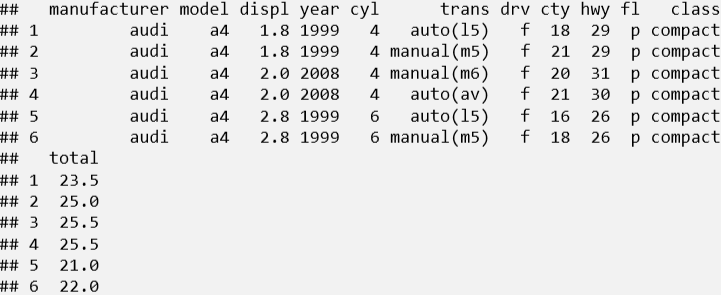 ##   manufacturer model displ year cyl      trans drv cty hwy fl   class
## 1         audi    a4   1.8 1999   4   auto(l5)   f  18  29  p compact
## 2         audi    a4   1.8 1999   4 manual(m5)   f  21  29  p compact
## 3         audi    a4   2.0 2008   4 manual(m6)   f  20  31  p compact
## 4         audi    a4   2.0 2008   4   auto(av)   f  21  30  p compact
## 5         audi    a4   2.8 1999   6   auto(l5)   f  16  26  p compact
## 6         audi    a4   2.8 1999   6 manual(m5)   f  18  26  p compact
##   total
## 1  23.5
## 2  25.0
## 3  25.5
## 4  25.5
## 5  21.0
## 6  22.0